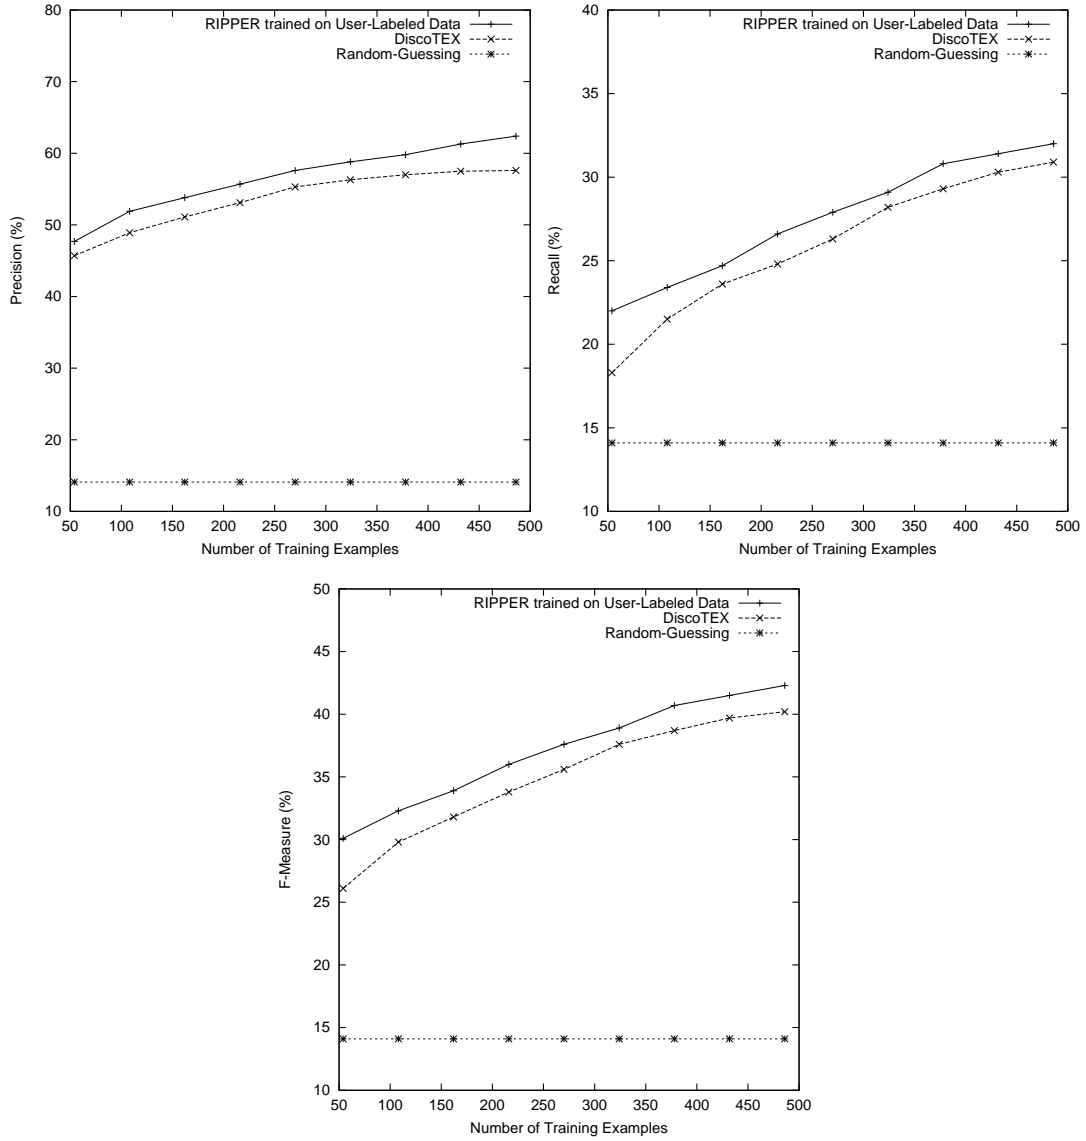 80
70
60
50
40
30
20
10
50 100 150 200 250 300 350 400 450 500
Precision (%)
Number of Training Examples
RIPPER trained on User-Labeled Data
DiscoTEX
Random-Guessing
40
35
30
25
20
15
10
50 100 150 200 250 300 350 400 450 500
Recall (%)
Number of Training Examples
RIPPER trained on User-Labeled Data
DiscoTEX
Random-Guessing
50
45
40
35
30
25
20
15
10
50 100 150 200 250 300 350 400 450 500
F-Measure (%)
Number of Training Examples
RIPPER trained on User-Labeled Data
DiscoTEX
Random-Guessing